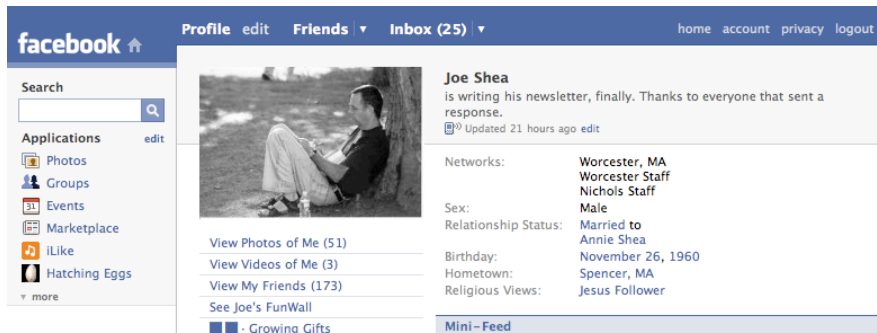 Profile edit Friends Inbox (25) home account privacy logout
facebook
Search
Applications edit
Photos
Groups
31 Events
Marketplace
iLike
Hatching Eggs
more
View Photos of Me (51)
View Videos of Me (3)
View My Friends (173)
See Joe's FunWall
- Growing Gifts
Joe Shea
is writing his newsletter, finally. Thanks to everyone that sent a
response.
Updated 21 hours ago edit
Networks: Worcester, MA
Worcester Staff
Nichols Staff
Sex: Male
Relationship Status: Married to
Annie Shea
Birthday: November 26, 1960
Hometown: Spencer, MA
Religious Views: Jesus Follower
Mini-Feed